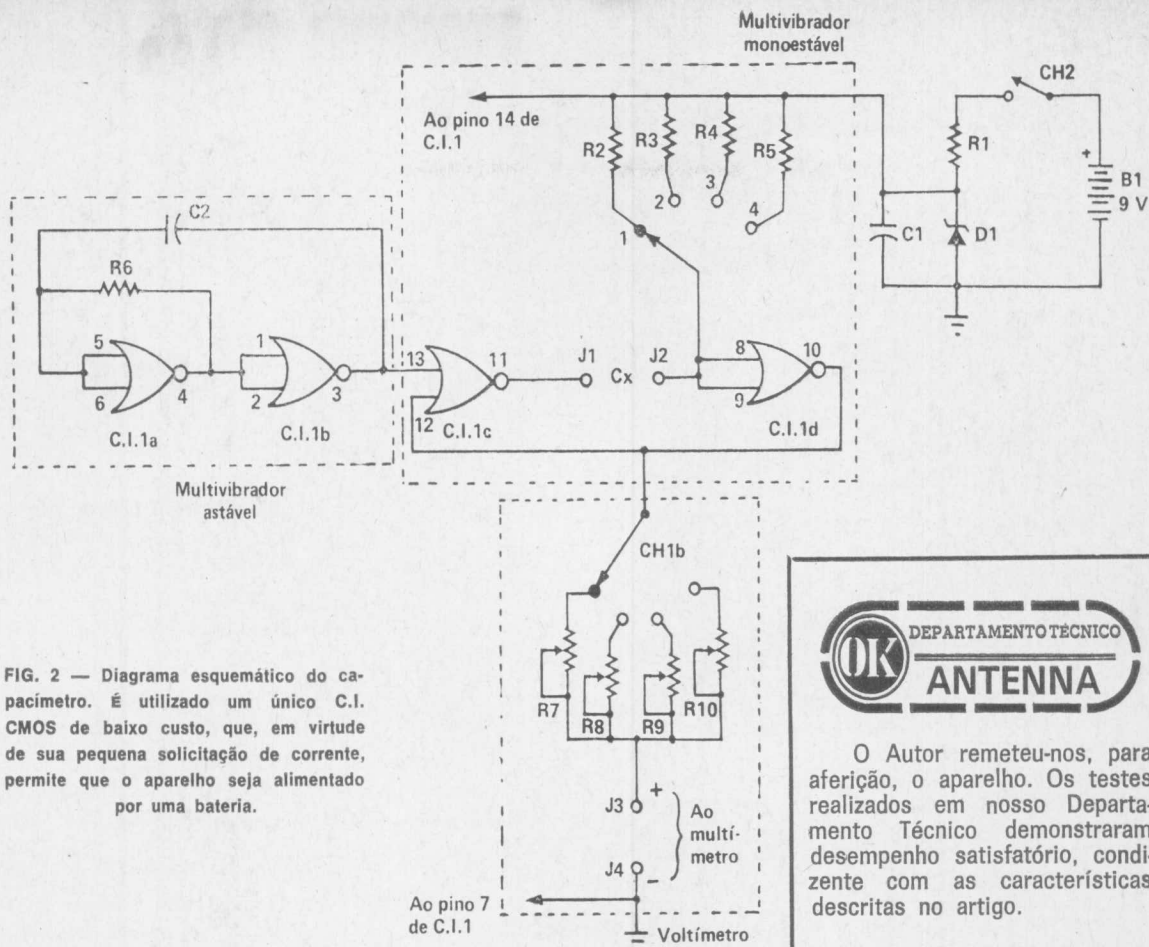 Multivibrador
monoestável
CH2
Ao pino 14 de
C.I.1
R2
R3
R4
R5
R1
+
B1
9 V
1
2
3
4
C1
D1
C2
R6
5
6
4
1
2
3
C.I.1a
C.I.1b
13
12
11
C.I.1c
J1
Cx
J2
8
9
10
C.I.1d
Multivibrador
astável
CH1b
R7
R8
R9
R10
J3
+
Ao
multí-
metro
J4
−
Ao pino 7
de C.I.1
Voltímetro
FIG. 2 — Diagrama esquemático do ca-
pacímetro. É utilizado um único C.I.
CMOS de baixo custo, que, em virtude
de sua pequena solicitação de corrente,
permite que o aparelho seja alimentado
por uma bateria.
OK
DEPARTAMENTO TÉCNICO
ANTENNA
O Autor remeteu-nos, para
aferição, o aparelho. Os testes
realizados em nosso Departa-
mento Técnico demonstraram
desempenho satisfatório, condi-
zente com as características
descritas no artigo.